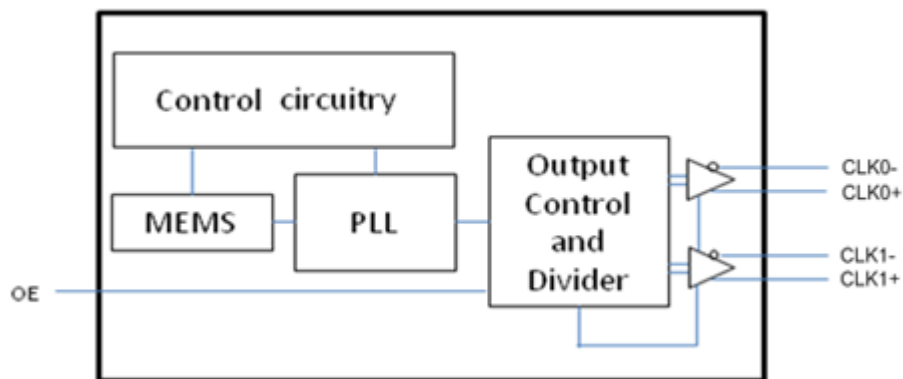 Control circuitry
MEMS
PLL
Output
Control
and
Divider
OE
CLK0-
CLK0+
CLK1-
CLK1+